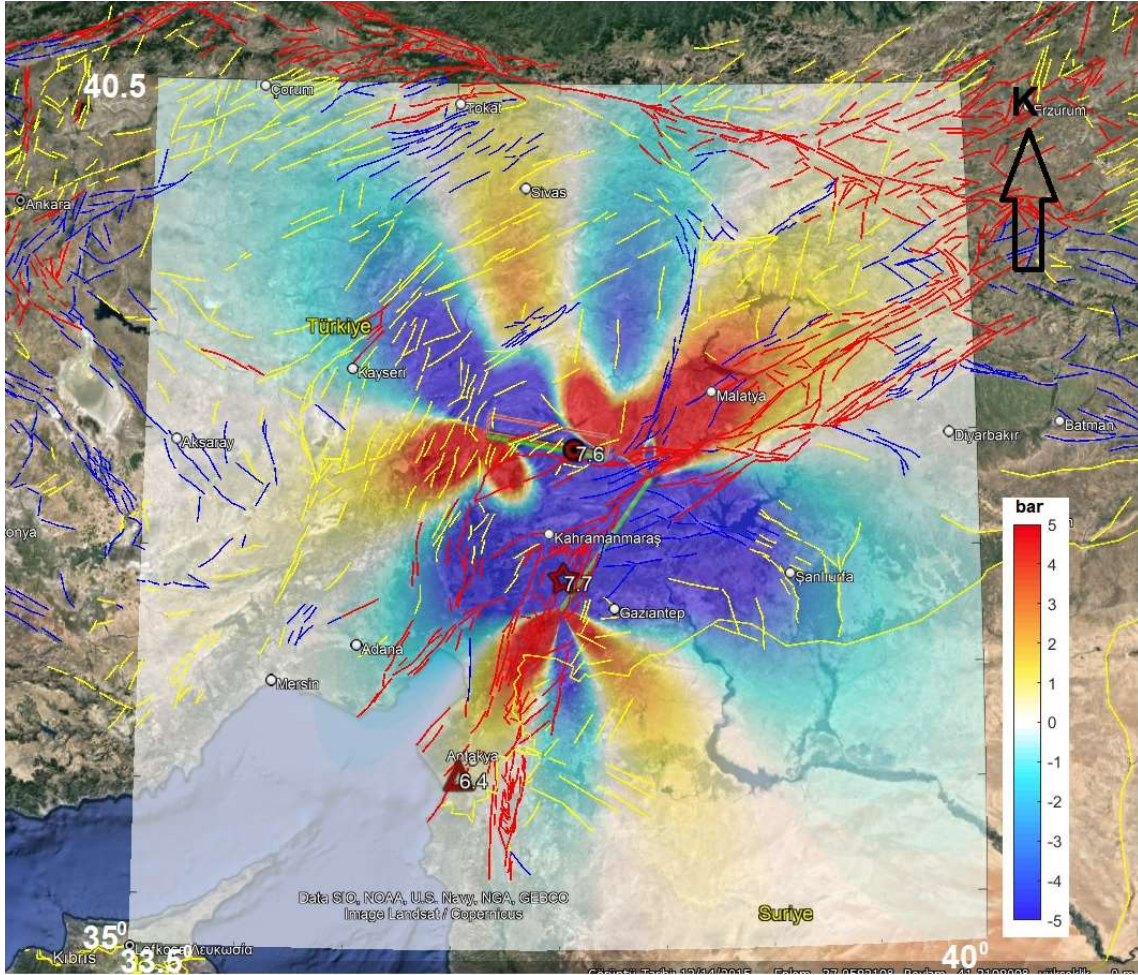 40.5
Çorum
Tokat
K
Erzurum
Sivas
Ankara
Türkiye
Kayseri
Malatya
Aksaray
Batman
Diyarbakır
7.6
bar
5
4
3
2
1
0
-1
-2
-3
-4
-5
onya
Kahramanmaraş
7.7
Şanlıurfa
Gaziantep
Adana
Mersin
Antakya
6.4
Data SIO, NOAA, U.S. Navy, NGA, GEBCO
Image Landsat / Copernicus
Suriye
35⁰
Lefkoşa Λευκωσία
Kıbrıs
33.5⁰
40⁰